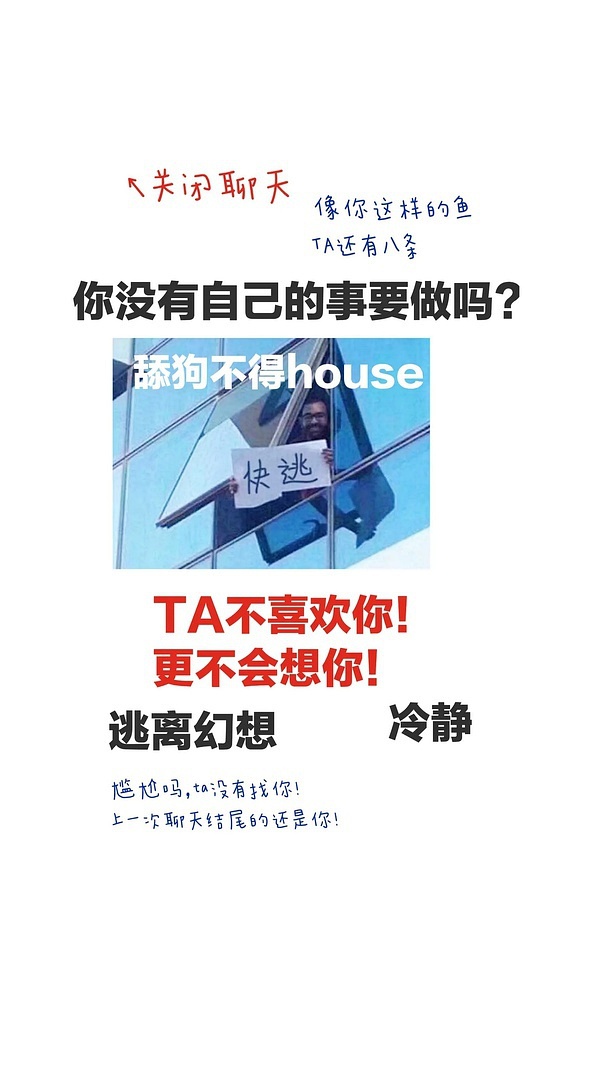 ↖关闭聊天
像你这样的鱼
TA还有八条
你没有自己的事要做吗?
舔狗不得house
快逃
TA不喜欢你!
更不会想你!
逃离幻想
冷静
尴尬吗,ta没有找你!
上一次聊天结尾的还是你!